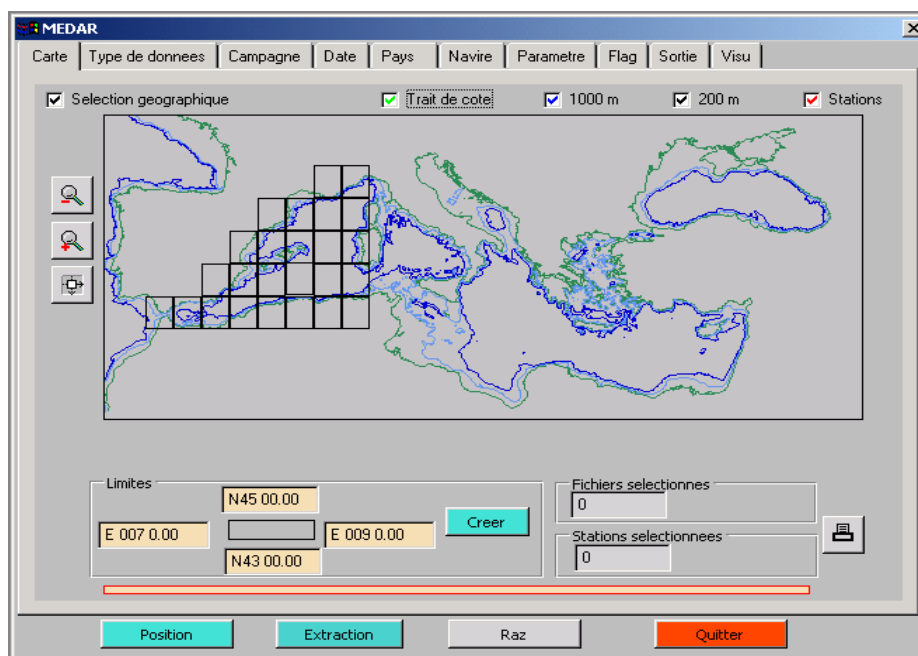 MEDAR
Carte Type de donnees Campagne Date Pays Navire Parametre Flag Sortie Visu
Selection geographique Trait de cote 1000 m 200 m Stations
Limites
N45 00.00
E 007 0.00 E 009 0.00 Creer
N43 00.00
Fichiers selectionnes
0
Stations selectionnees
0
Position Extraction Raz Quitter